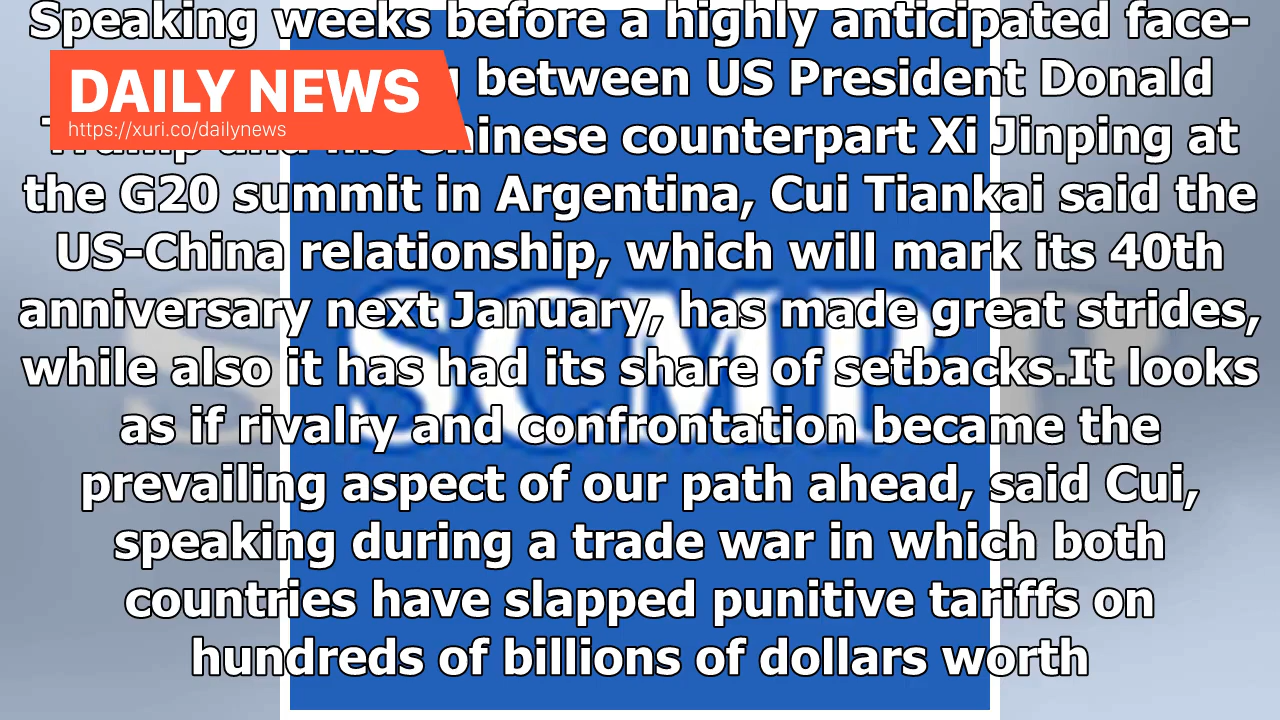 Speaking weeks before a highly anticipated face-
DAILY NEWS
https://xuri.co/dailynews
between US President Donald
Chinese counterpart Xi Jinping at
the G20 summit in Argentina, Cui Tiankai said the
US-China relationship, which will mark its 40th
anniversary next January, has made great strides,
while also it has had its share of setbacks.It looks
as if rivalry and confrontation became the
prevailing aspect of our path ahead, said Cui,
speaking during a trade war in which both
countries have slapped punitive tariffs on
hundreds of billions of dollars worth
SCMP